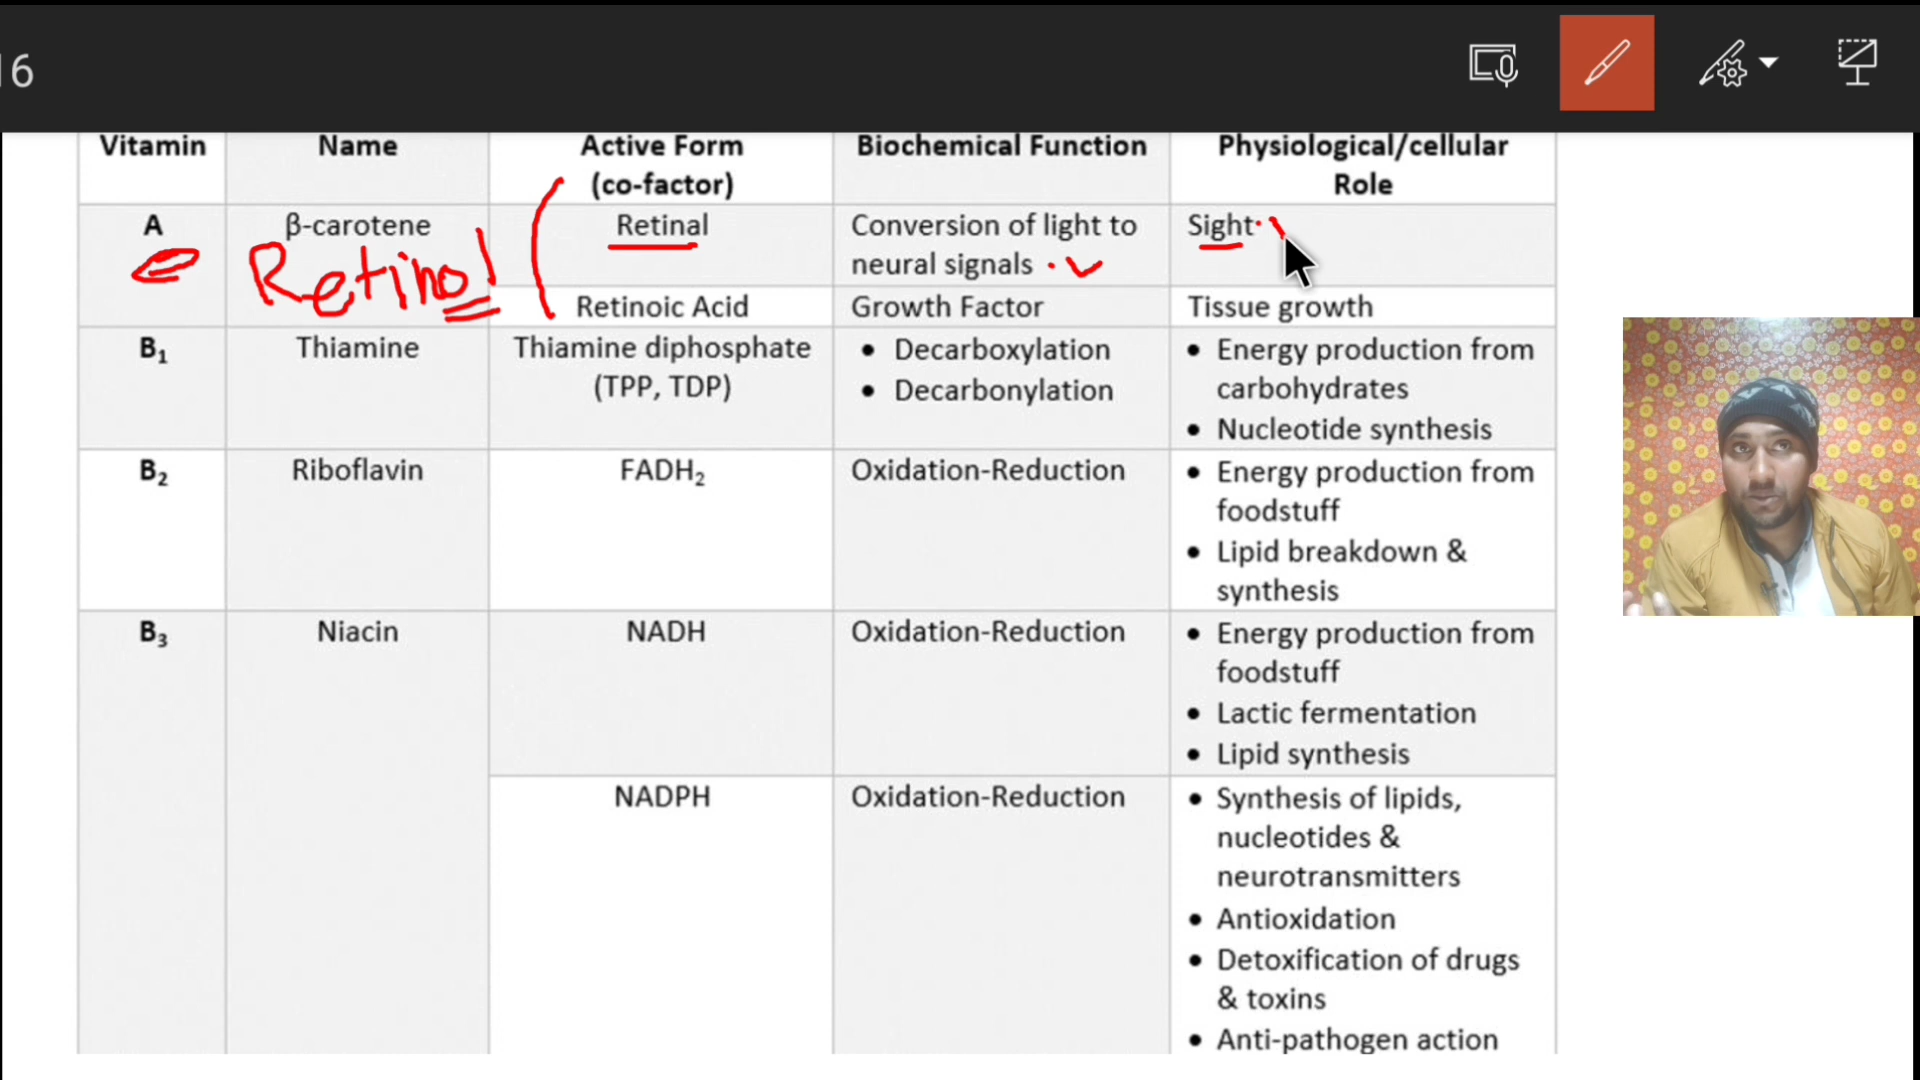 16
Vitamin Name Active Form (co-factor) Biochemical Function Physiological/cellular Role
A β-carotene Retinal Conversion of light to neural signals Sight
Retinol
Retinoic Acid Growth Factor Tissue growth
B₁ Thiamine Thiamine diphosphate (TPP, TDP)
• Decarboxylation
• Decarbonylation
• Energy production from carbohydrates
• Nucleotide synthesis
B₂ Riboflavin FADH₂ Oxidation-Reduction
• Energy production from foodstuff
• Lipid breakdown & synthesis
B₃ Niacin NADH Oxidation-Reduction
• Energy production from foodstuff
• Lactic fermentation
• Lipid synthesis
NADPH Oxidation-Reduction
• Synthesis of lipids, nucleotides & neurotransmitters
• Antioxidation
• Detoxification of drugs & toxins
• Anti-pathogen action